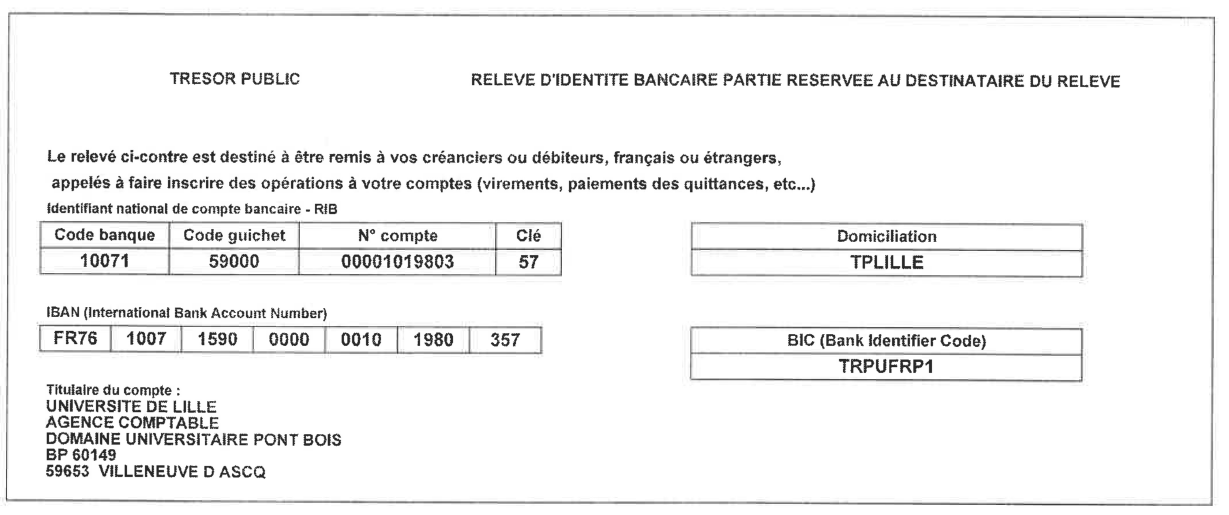 TRESOR PUBLIC RELEVE D'IDENTITE BANCAIRE PARTIE RESERVEE AU DESTINATAIRE DU RELEVE
Le relevé ci-contre est destiné à être remis à vos créanciers ou débiteurs, français ou étrangers,
appelés à faire inscrire des opérations à votre comptes (virements, paiements des quittances, etc...)
Identifiant national de compte bancaire - RIB
Code banque Code guichet N° compte Clé
10071 59000 00001019803 57
Domiciliation
TPLILLE
IBAN (International Bank Account Number)
FR76 1007 1590 0000 0010 1980 357
BIC (Bank Identifier Code)
TRPUFRP1
Titulaire du compte :
UNIVERSITE DE LILLE
AGENCE COMPTABLE
DOMAINE UNIVERSITAIRE PONT BOIS
BP 60149
59653 VILLENEUVE D ASCQ